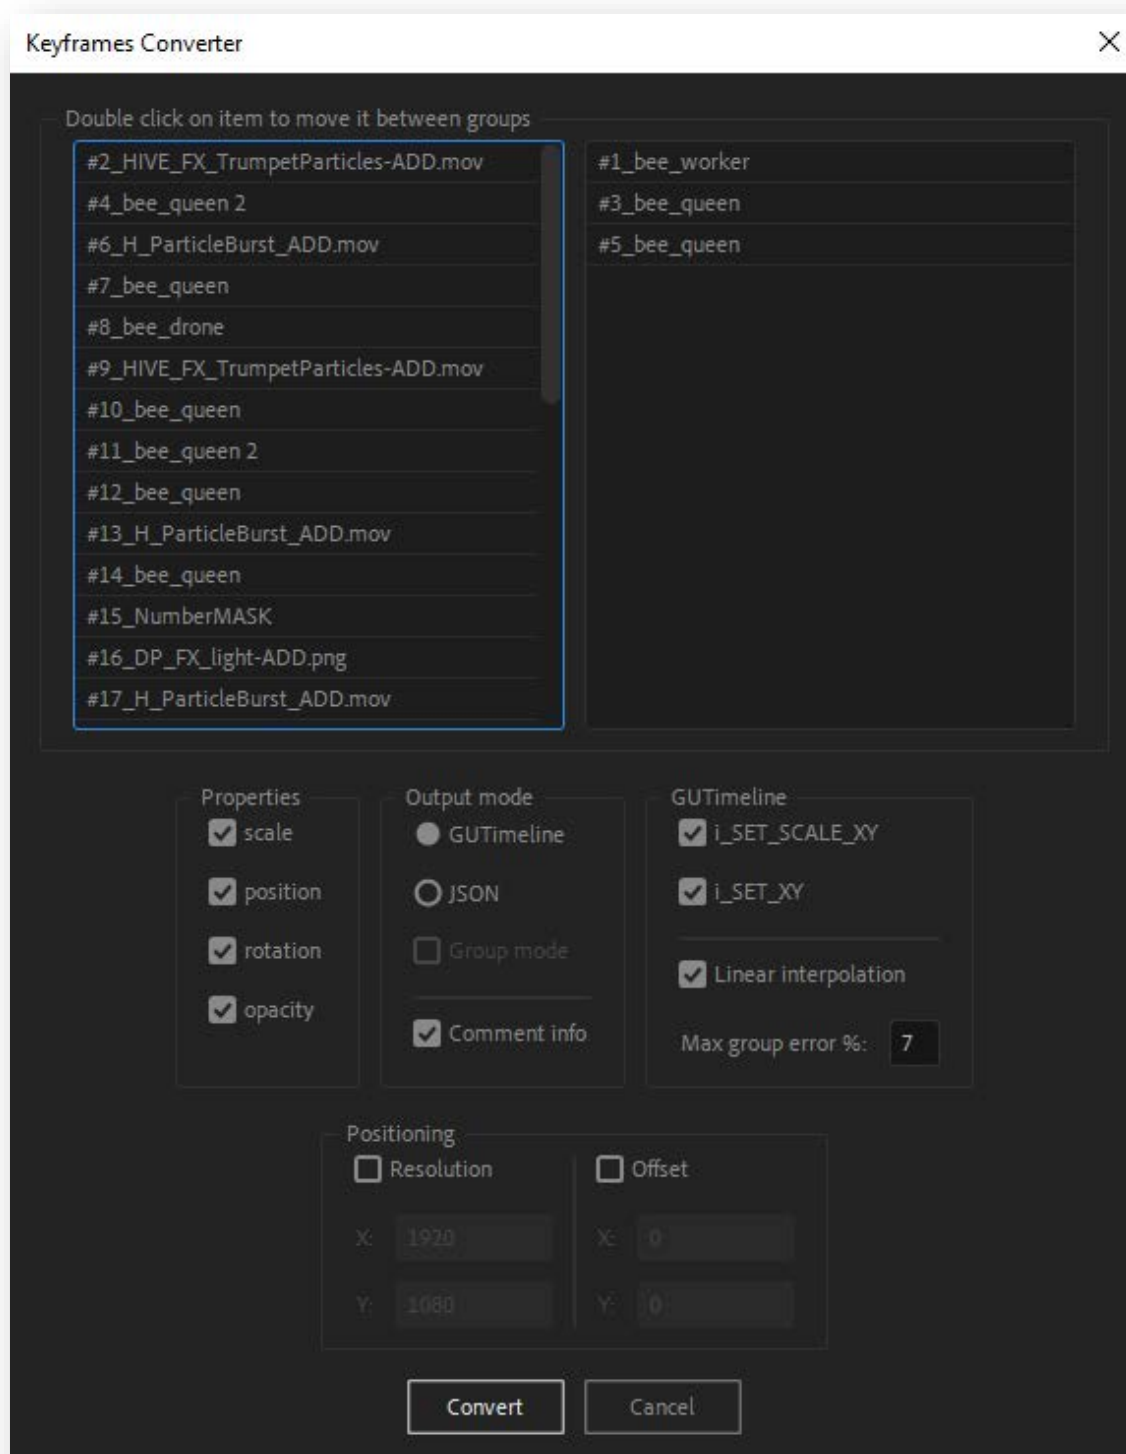 Keyframes Converter
Double click on item to move it between groups
#2_HIVE_FX_TrumpetParticles-ADD.mov
#4_bee_queen 2
#6_H_ParticleBurst_ADD.mov
#7_bee_queen
#8_bee_drone
#9_HIVE_FX_TrumpetParticles-ADD.mov
#10_bee_queen
#11_bee_queen 2
#12_bee_queen
#13_H_ParticleBurst_ADD.mov
#14_bee_queen
#15_NumberMASK
#16_DP_FX_light-ADD.png
#17_H_ParticleBurst_ADD.mov
#1_bee_worker
#3_bee_queen
#5_bee_queen
Properties
scale
position
rotation
opacity
Output mode
GUTimeline
JSON
Group mode
Comment info
GUTimeline
i_SET_SCALE_XY
i_SET_XY
Linear interpolation
Max group error %: 7
Positioning
Resolution
X: 1920
Y: 1080
Offset
X: 0
Y: 0
Convert
Cancel